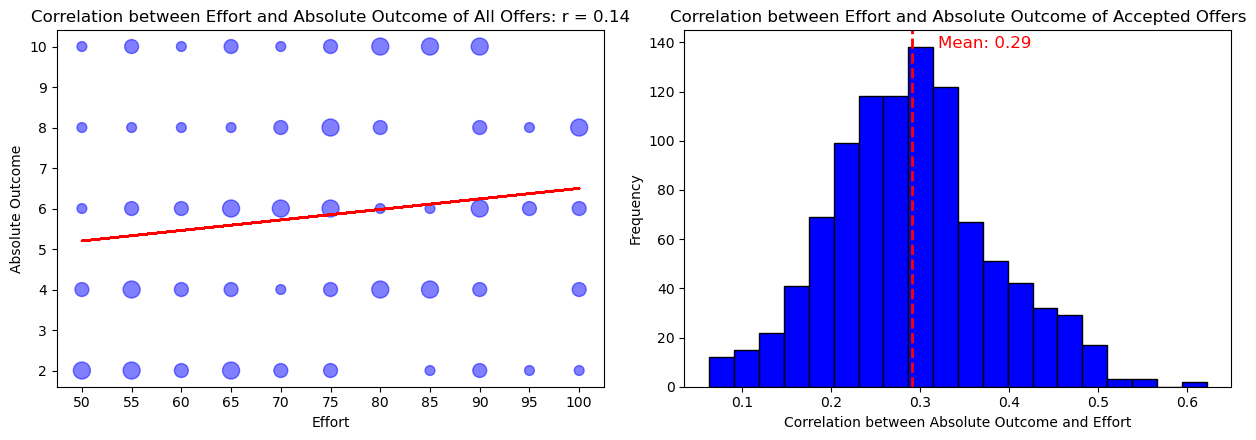 Correlation between Effort and Absolute Outcome of All Offers: r = 0.14
10
9
8
7
6
5
4
3
2
Absolute Outcome
50 55 60 65 70 75 80 85 90 95 100
Effort
Correlation between Effort and Absolute Outcome of Accepted Offers
Mean: 0.29
140
120
100
80
60
40
20
0
Frequency
0.1 0.2 0.3 0.4 0.5 0.6
Correlation between Absolute Outcome and Effort